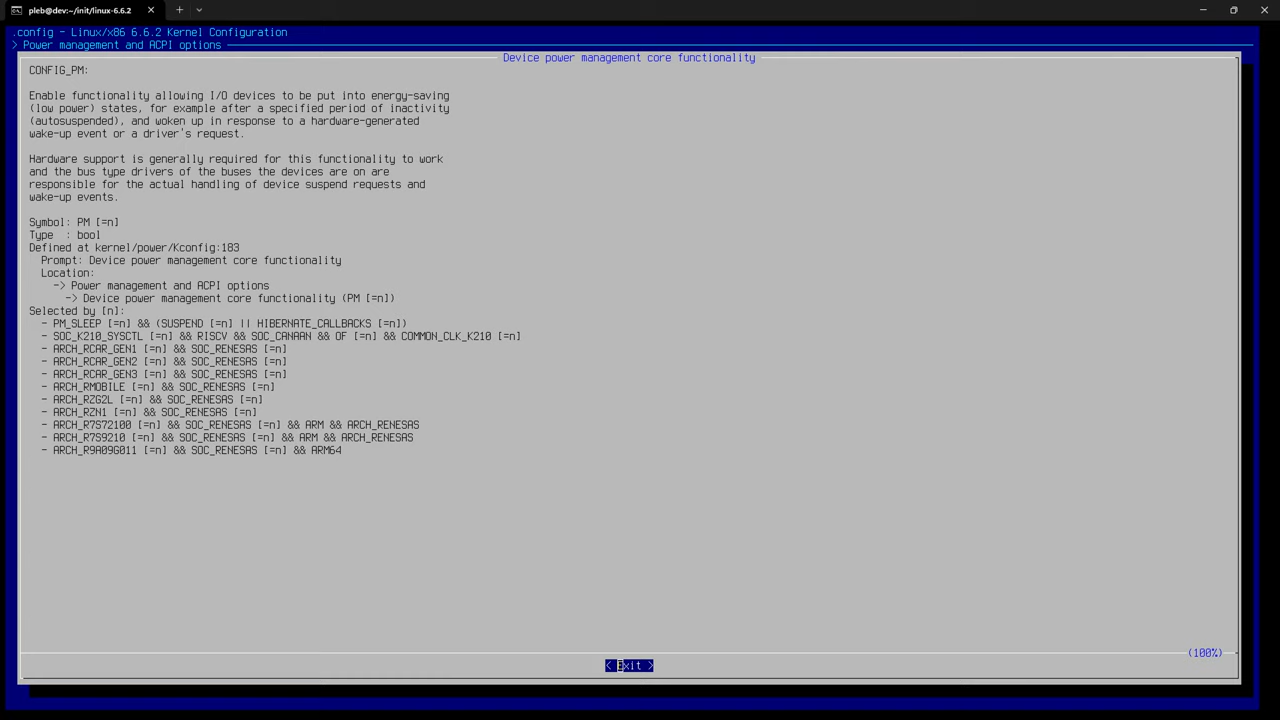 pleb@dev:~/init/linux-6.6.2
.config - Linux/x86 6.6.2 Kernel Configuration
> Power management and ACPI options
Device power management core functionality
CONFIG_PM:
Enable functionality allowing I/O devices to be put into energy-saving
(low power) states, for example after a specified period of inactivity
(autosuspended), and woken up in response to a hardware-generated
wake-up event or a driver's request.
Hardware support is generally required for this functionality to work
and the bus type drivers of the buses the devices are on are
responsible for the actual handling of device suspend requests and
wake-up events.
Symbol: PM [=n]
Type  : bool
Defined at kernel/power/Kconfig:183
  Prompt: Device power management core functionality
  Location:
    -> Power management and ACPI options
      -> Device power management core functionality (PM [=n])
Selected by [n]:
  - PM_SLEEP [=n] && (SUSPEND [=n] || HIBERNATE_CALLBACKS [=n])
  - SOC_K210_SYSCTL [=n] && RISCV && SOC_CANAAN && OF [=n] && COMMON_CLK_K210 [=n]
  - ARCH_RCAR_GEN1 [=n] && SOC_RENESAS [=n]
  - ARCH_RCAR_GEN2 [=n] && SOC_RENESAS [=n]
  - ARCH_RCAR_GEN3 [=n] && SOC_RENESAS [=n]
  - ARCH_RMOBILE [=n] && SOC_RENESAS [=n]
  - ARCH_RZG2L [=n] && SOC_RENESAS [=n]
  - ARCH_RZN1 [=n] && SOC_RENESAS [=n]
  - ARCH_R7S72100 [=n] && SOC_RENESAS [=n] && ARM && ARCH_RENESAS
  - ARCH_R7S9210 [=n] && SOC_RENESAS [=n] && ARM && ARCH_RENESAS
  - ARCH_R9A09G011 [=n] && SOC_RENESAS [=n] && ARM64
(100%)
< Exit >